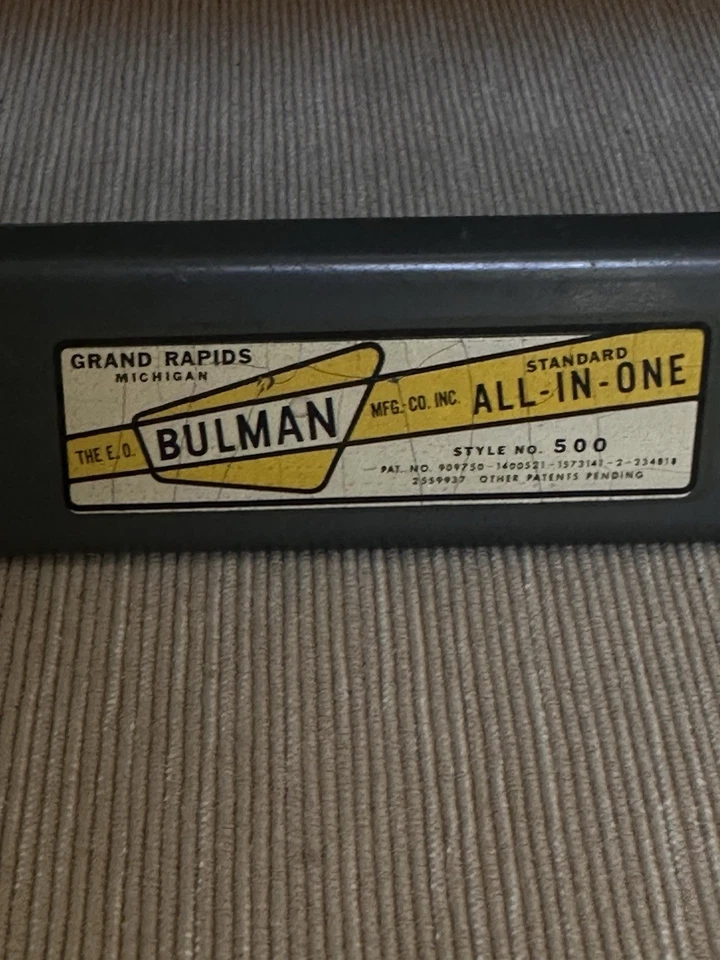 GRAND RAPIDS
MICHIGAN
THE E.O. BULMAN MFG. CO. INC.
STANDARD
ALL-IN-ONE
STYLE NO. 500
PAT. NO. 909750-1400521-1573141-2-234818
2559937 OTHER PATENTS PENDING